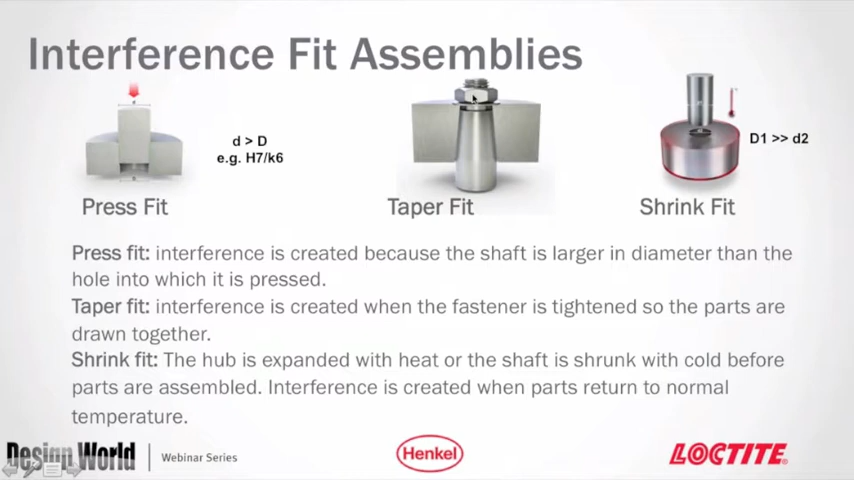 Interference Fit Assemblies
d > D
e.g. H7/k6
D1 >> d2
Press Fit
Taper Fit
Shrink Fit
Press fit: interference is created because the shaft is larger in diameter than the
hole into which it is pressed.
Taper fit: interference is created when the fastener is tightened so the parts are
drawn together.
Shrink fit: The hub is expanded with heat or the shaft is shrunk with cold before
parts are assembled. Interference is created when parts return to normal
temperature.
Design World
Webinar Series
Henkel
LOCTITE